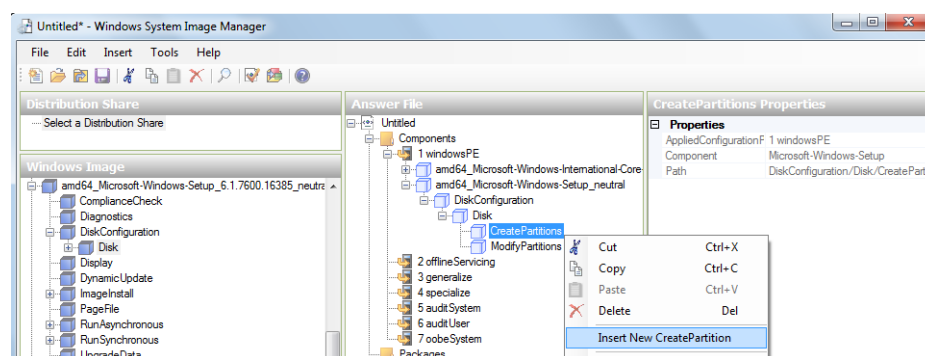 Untitled* - Windows System Image Manager
File Edit Insert Tools Help
Distribution Share
Select a Distribution Share
Windows Image
amd64_Microsoft-Windows-Setup_6.1.7600.16385_neutra
ComplianceCheck
Diagnostics
DiskConfiguration
Disk
Display
DynamicUpdate
ImageInstall
PageFile
RunAsynchronous
RunSynchronous
UpgradeData
Answer File
Untitled
Components
1 windowsPE
amd64_Microsoft-Windows-International-Core
amd64_Microsoft-Windows-Setup_neutral
DiskConfiguration
Disk
CreatePartitions
ModifyPartitions
2 offlineServicing
3 generalize
4 specialize
5 auditSystem
6 auditUser
7 oobeSystem
Packages
Cut Ctrl+X
Copy Ctrl+C
Paste Ctrl+V
Delete Del
Insert New CreatePartition
CreatePartitions Properties
Properties
AppliedConfigurationP 1 windowsPE
Component Microsoft-Windows-Setup
Path DiskConfiguration/Disk/CreatePart